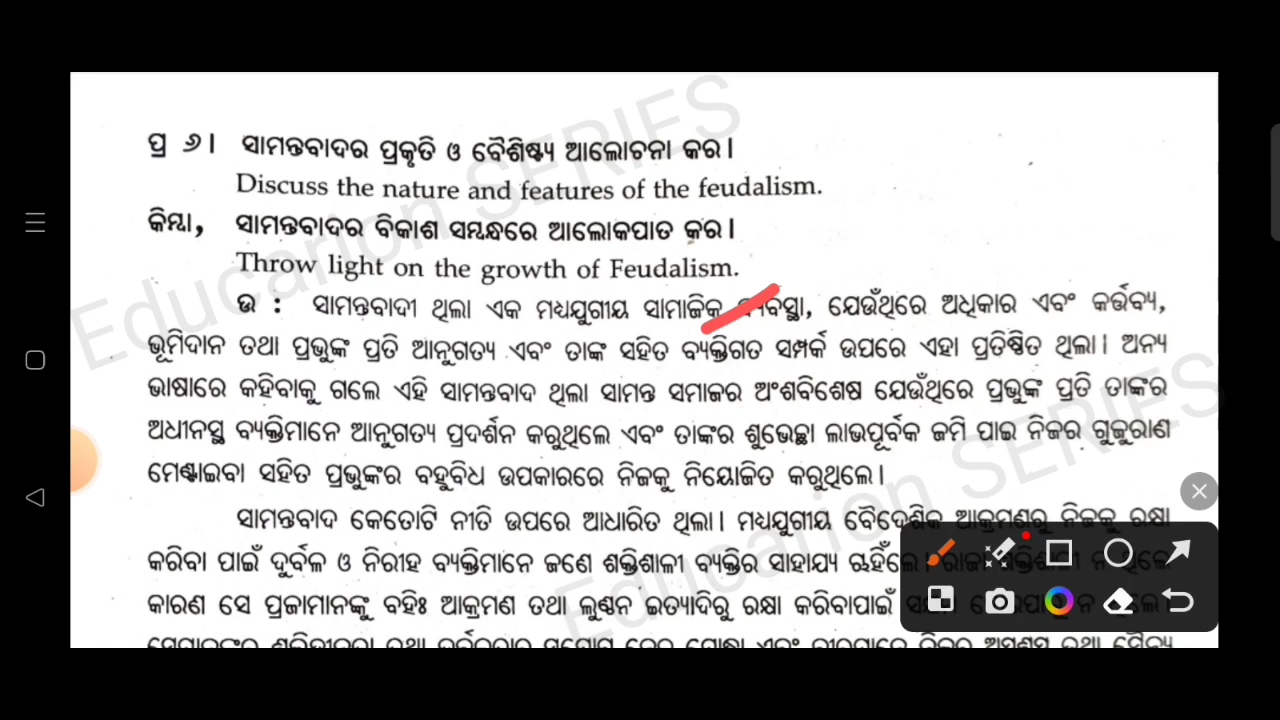 ପ୍ର ୬। ସାମନ୍ତବାଦର ପ୍ରକୃତି ଓ ବୈଶିଷ୍ଟ୍ୟ ଆଲୋଚନା କର।
Discuss the nature and features of the feudalism.
କିମ୍ବା, ସାମନ୍ତବାଦର ବିକାଶ ସମ୍ବନ୍ଧରେ ଆଲୋକପାତ କର।
Throw light on the growth of Feudalism.
ଉ : ସାମନ୍ତବାଦୀ ଥିଲା ଏକ ମଧ୍ୟଯୁଗୀୟ ସାମାଜିକ ବ୍ୟବସ୍ଥା, ଯେଉଁଥିରେ ଅଧିକାର ଏବଂ କର୍ତ୍ତବ୍ୟ,
ଭୂମିଦାନ ତଥା ପ୍ରଭୁଙ୍କ ପ୍ରତି ଆନୁଗତ୍ୟ ଏବଂ ତାଙ୍କ ସହିତ ବ୍ୟକ୍ତିଗତ ସମ୍ପର୍କ ଉପରେ ଏହା ପ୍ରତିଷ୍ଠିତ ଥିଲା। ଅନ୍ୟ
ଭାଷାରେ କହିବାକୁ ଗଲେ ଏହି ସାମନ୍ତବାଦ ଥିଲା ସାମନ୍ତ ସମାଜର ଅଂଶବିଶେଷ ଯେଉଁଥିରେ ପ୍ରଭୁଙ୍କ ପ୍ରତି ତାଙ୍କର
ଅଧୀନସ୍ଥ ବ୍ୟକ୍ତିମାନେ ଆନୁଗତ୍ୟ ପ୍ରଦର୍ଶନ କରୁଥିଲେ ଏବଂ ତାଙ୍କର ଶୁଭେଚ୍ଛା ଲାଭପୂର୍ବକ ଜମି ପାଇ ନିଜର ଗୁଜୁରାଣ
ମେଣ୍ଟାଇବା ସହିତ ପ୍ରଭୁଙ୍କର ବହୁବିଧ ଉପକାରରେ ନିଜକୁ ନିୟୋଜିତ କରୁଥିଲେ।
ସାମନ୍ତବାଦ କେତୋଟି ନୀତି ଉପରେ ଆଧାରିତ ଥିଲା। ମଧ୍ୟଯୁଗୀୟ ବୈଦେଶିକ ଆକ୍ରମଣରୁ ନିଜକୁ ରକ୍ଷା
କରିବା ପାଇଁ ଦୁର୍ବଳ ଓ ନିରୀହ ବ୍ୟକ୍ତିମାନେ ଜଣେ ଶକ୍ତିଶାଳୀ ବ୍ୟକ୍ତିର ସାହାଯ୍ୟ ଚାହିଁଲେ। ରାଜା ଶକ୍ତିଶାଳୀ ନ ଥିଲେ
କାରଣ ସେ ପ୍ରଜାମାନଙ୍କୁ ବହିଃ ଆକ୍ରମଣ ତଥା ଲୁଣ୍ଠନ ଇତ୍ୟାଦିରୁ ରକ୍ଷା କରିବାପାଇଁ
Education SERIES
Education SERIES